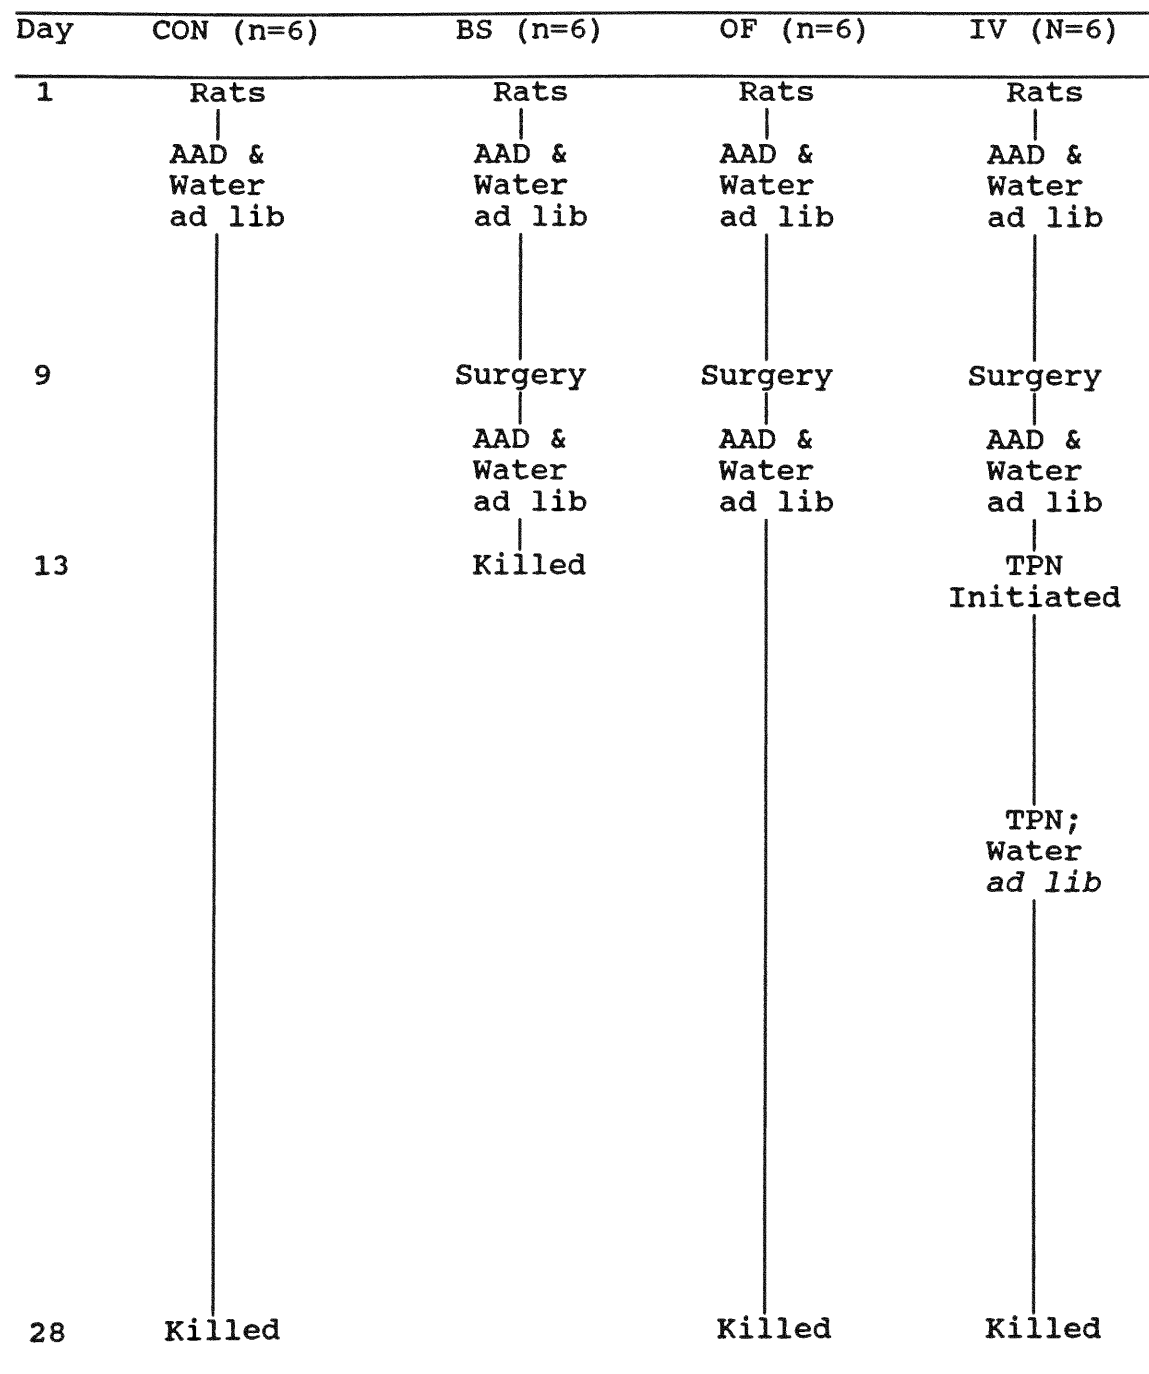 Day CON (n=6) BS (n=6) OF (n=6) IV (N=6)
1 Rats Rats Rats Rats
AAD & AAD & AAD & AAD &
Water Water Water Water
ad lib ad lib ad lib ad lib
9 Surgery Surgery Surgery
AAD & AAD & AAD &
Water Water Water
ad lib ad lib ad lib
13 Killed TPN
Initiated
TPN;
Water
ad lib
28 Killed Killed Killed